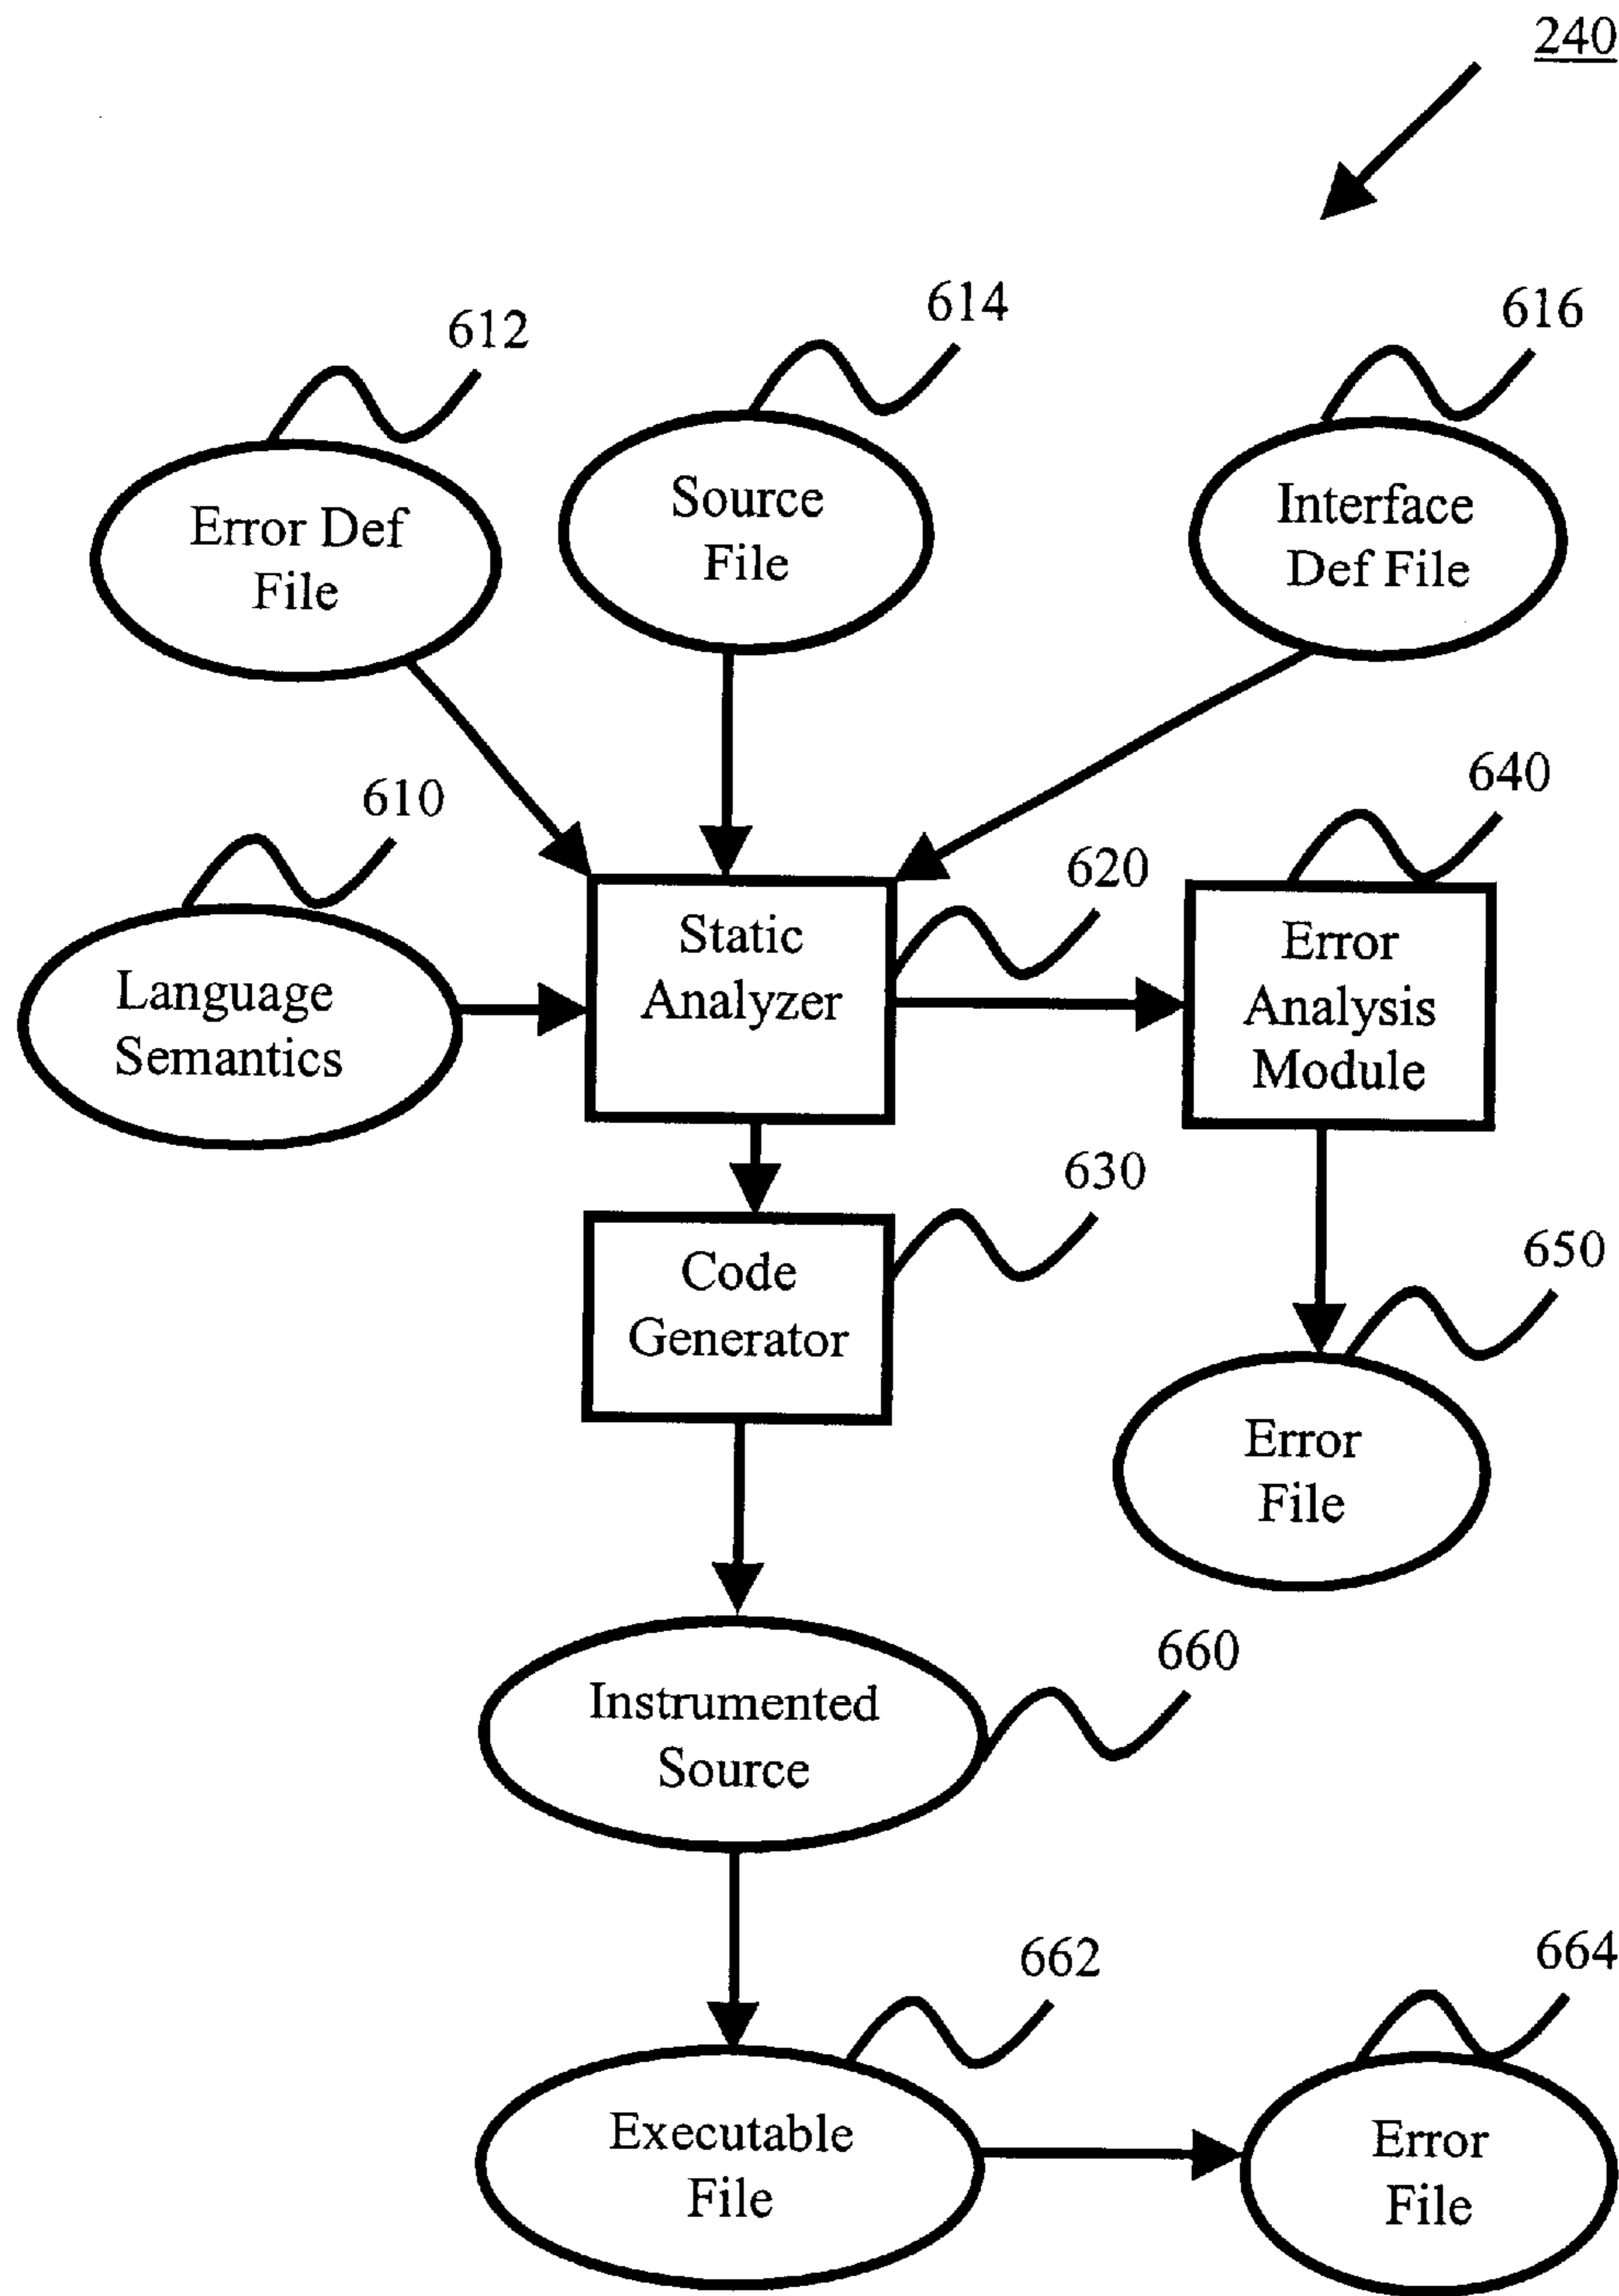 240
612
614
616
Error Def
File
Source
File
Interface
Def File
610
620
640
Language
Semantics
Static
Analyzer
Error
Analysis
Module
630
650
Code
Generator
Error
File
660
Instrumented
Source
662
664
Executable
File
Error
File